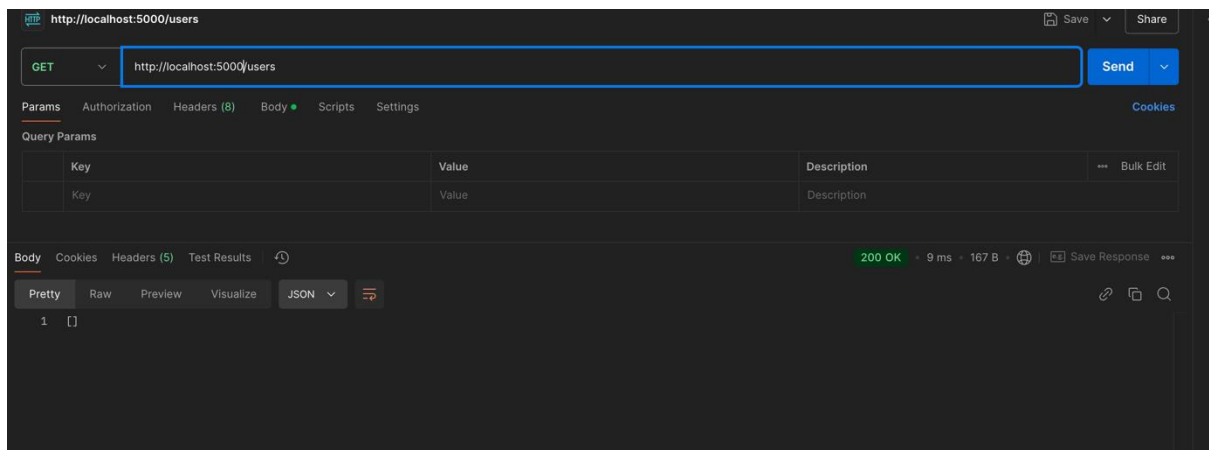 HTTP http://localhost:5000/users Save Share
GET http://localhost:5000/users Send
Params Authorization Headers (8) Body Scripts Settings Cookies
Query Params
Key Value Description Bulk Edit
Key Value Description
Body Cookies Headers (5) Test Results 200 OK 9 ms 167 B e.g. Save Response
Pretty Raw Preview Visualize JSON
1 []